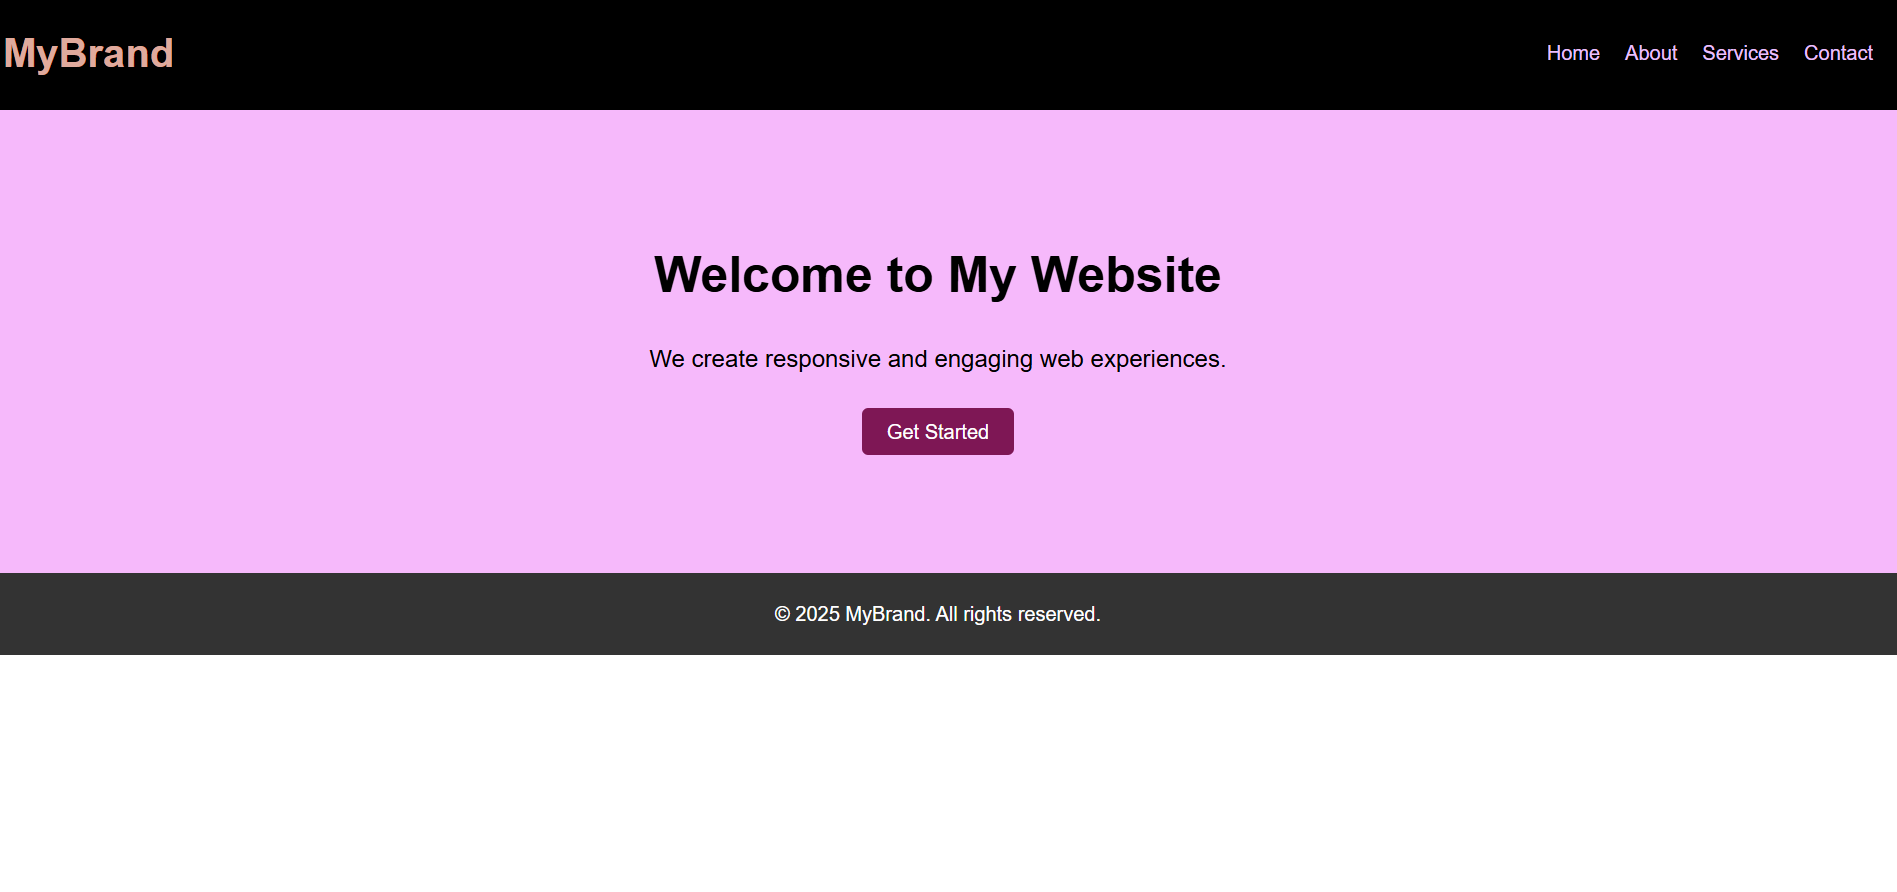 MyBrand
Home About Services Contact
Welcome to My Website
We create responsive and engaging web experiences.
Get Started
© 2025 MyBrand. All rights reserved.